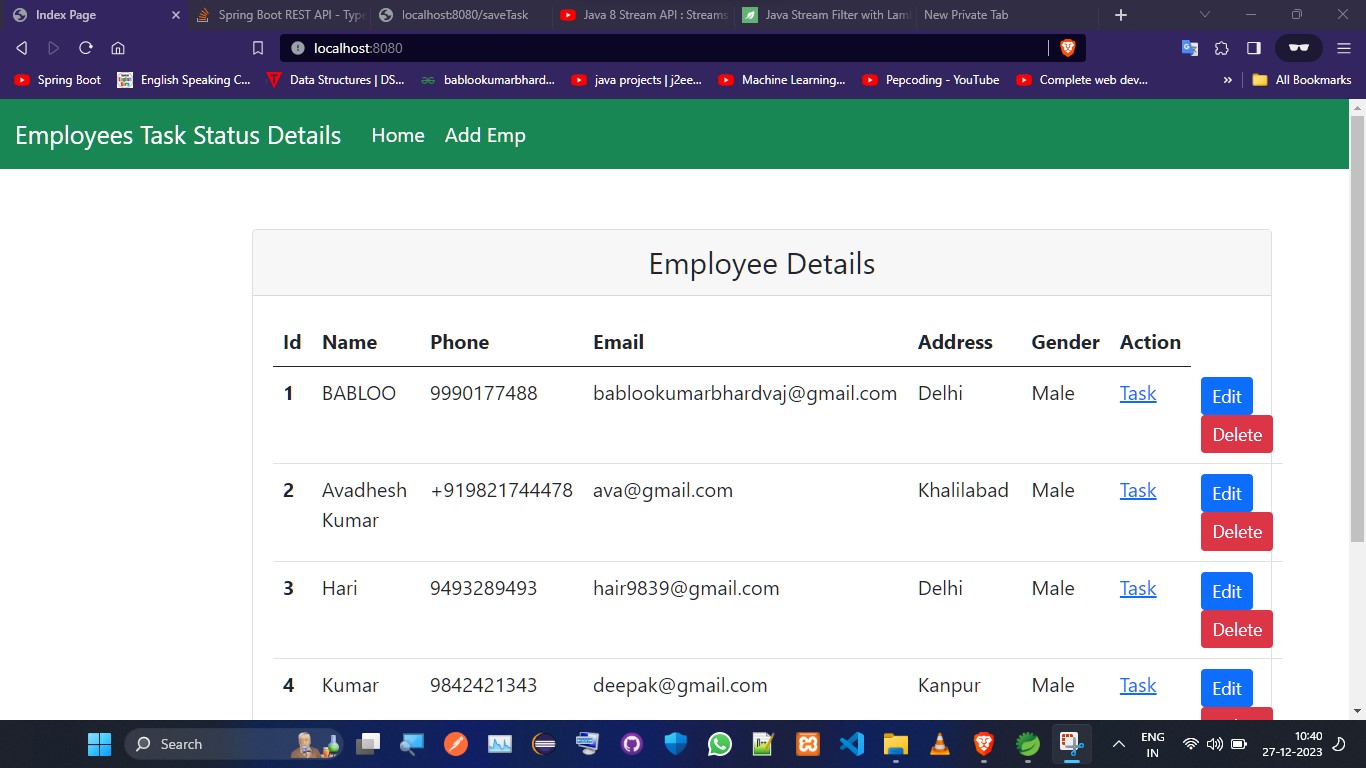 Index Page
Spring Boot REST API - Type
localhost:8080/saveTask
Java 8 Stream API : Streams
Java Stream Filter with Lam
New Private Tab
localhost:8080
Spring Boot
English Speaking C...
Data Structures | DS...
bablookumarbhard...
java projects | j2ee...
Machine Learning...
Pepcoding - YouTube
Complete web dev...
» All Bookmarks
Employees Task Status Details Home Add Emp
Employee Details
Id Name Phone Email Address Gender Action
1 BABLOO 9990177488 bablookumarbhardvaj@gmail.com Delhi Male Task Edit
Delete
2 Avadhesh +919821744478 ava@gmail.com Khalilabad Male Task Edit
Kumar Delete
3 Hari 9493289493 hair9839@gmail.com Delhi Male Task Edit
Delete
4 Kumar 9842421343 deepak@gmail.com Kanpur Male Task Edit
Search
ENG
IN
10:40
27-12-2023